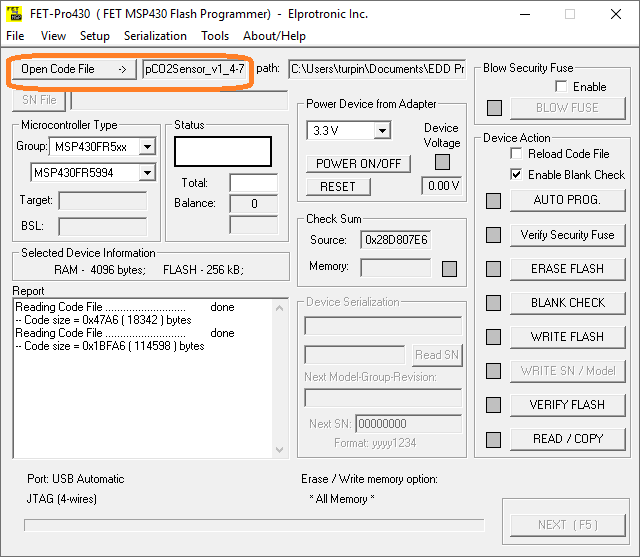 FET-Pro430 ( FET MSP430 Flash Programmer) - Elprotronic Inc.
File View Setup Serialization Tools About/Help
Open Code File -> pCO2Sensor_v1_4-7 path: C:\Users\turpin\Documents\EDD Pr
SN File
Microcontroller Type
Group: MSP430FR5xx
MSP430FR5994
Target:
BSL:
Status
Total:
Balance: 0
Selected Device Information
RAM - 4096 bytes; FLASH - 256 kB;
Report
Reading Code File ........................... done
-- Code size = 0x47A6 ( 18342 ) bytes
Reading Code File ........................... done
-- Code size = 0x1BFA6 ( 114598 ) bytes
Power Device from Adapter
3.3 V
Device
Voltage
POWER ON/OFF
RESET
0.00 V
Check Sum
Source: 0x28D807E6
Memory:
Device Serialization
Read SN
Next Model-Group-Revision:
Next SN: 00000000
Format: yyyy1234
Blow Security Fuse
Enable
BLOW FUSE
Device Action
Reload Code File
Enable Blank Check
AUTO PROG.
Verify Security Fuse
ERASE FLASH
BLANK CHECK
WRITE FLASH
WRITE SN / Model
VERIFY FLASH
READ / COPY
Port: USB Automatic
JTAG (4-wires)
Erase / Write memory option:
* All Memory *
NEXT ( F5 )